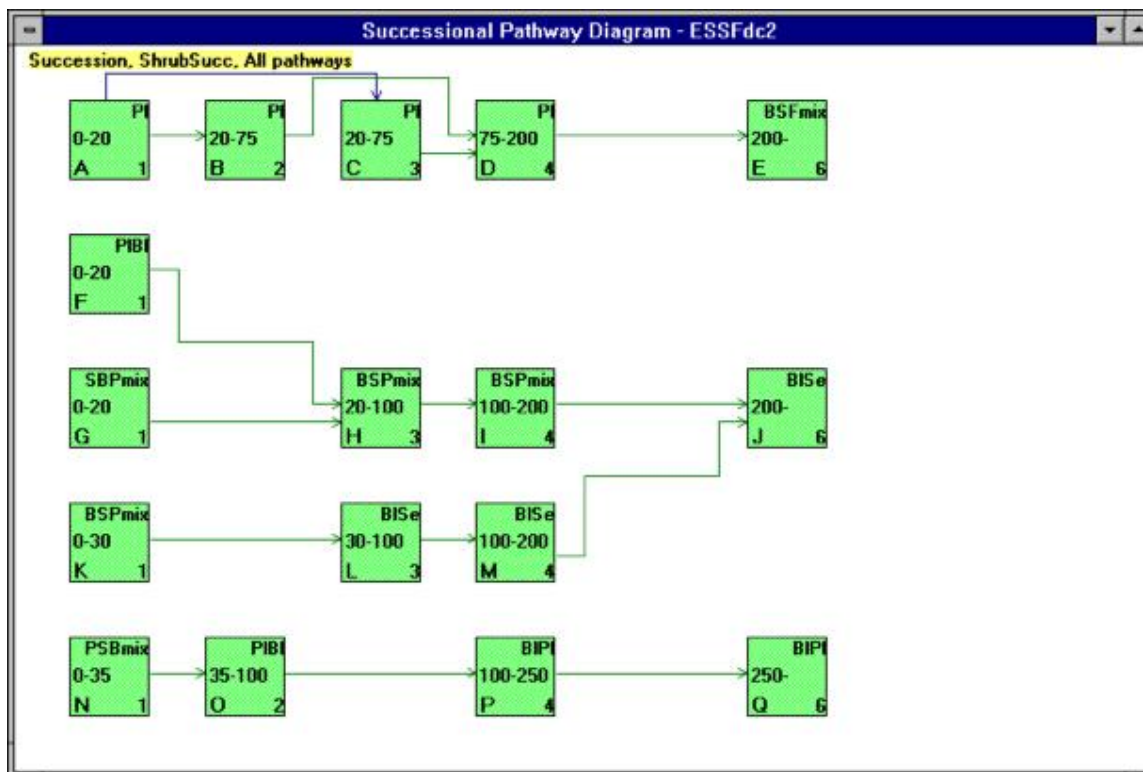 Successional Pathway Diagram - ESSFdc2
Succession, ShrubSucc, All pathways
Pl Pl Pl Pl BSFmix
0-20 20-75 20-75 75-200 200-
A 1 B 2 C 3 D 4 E 6
PlBl
0-20
F 1
SBPmix BSPmix BSPmix BlSe
0-20 20-100 100-200 200-
G 1 H 3 I 4 J 6
BSPmix BlSe BlSe
0-30 30-100 100-200
K 1 L 3 M 4
PSBmix PlBl BlPl BlPl
0-35 35-100 100-250 250-
N 1 O 2 P 4 Q 6